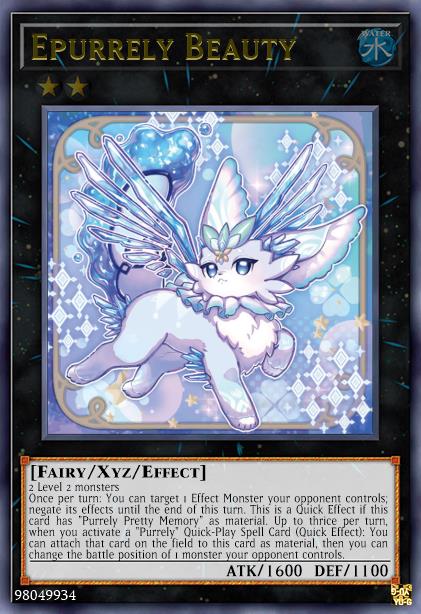 EPURRELY BEAUTY
WATER
水
[FAIRY/XYZ/EFFECT]
2 Level 2 monsters
Once per turn: You can target 1 Effect Monster your opponent controls;
negate its effects until the end of this turn. This is a Quick Effect if this
card has "Purrely Pretty Memory" as material. Up to thrice per turn,
when you activate a "Purrely" Quick-Play Spell Card (Quick Effect): You
can attach that card on the field to this card as material, then you can
change the battle position of 1 monster your opponent controls.
ATK/1600 DEF/1100
98049934